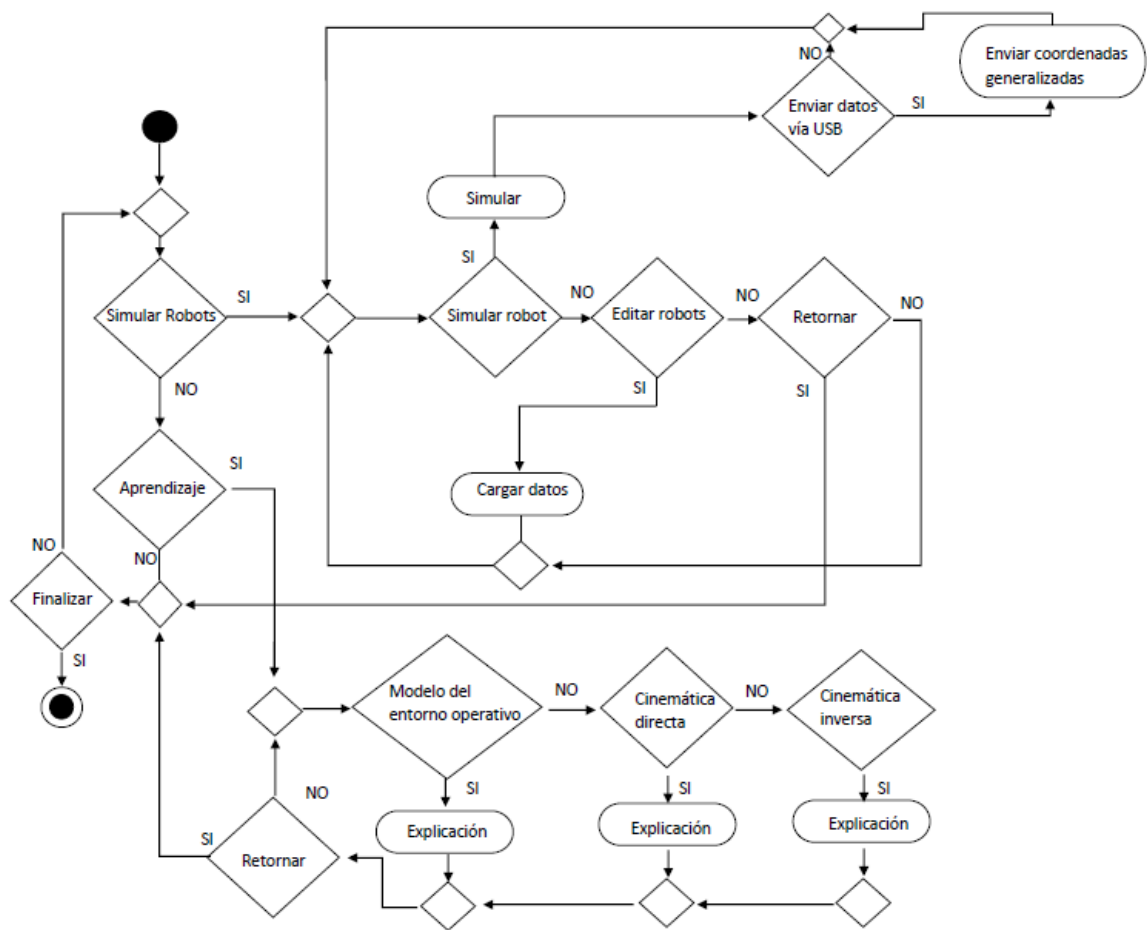 NO
Enviar coordenadas
generalizadas
Enviar datos
vía USB
SI
Simular
SI
Simular Robots
SI
Simular robot
NO
Editar robots
NO
Retornar
NO
NO
SI
SI
Cargar datos
Aprendizaje
SI
NO
NO
Finalizar
SI
Modelo del
entorno operativo
NO
Cinemática
directa
NO
Cinemática
inversa
SI
SI
SI
Explicación
Explicación
Explicación
NO
SI
Retornar